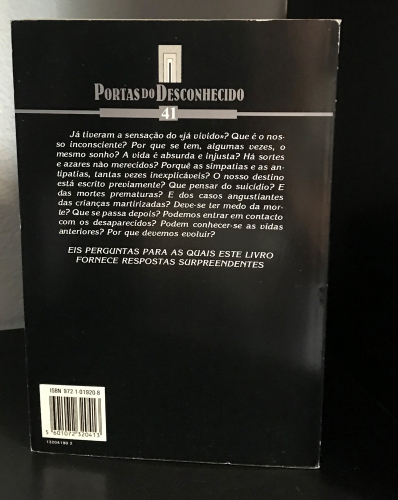 PORTAS DO DESCONHECIDO
41
Já tiveram a sensação do «já vivido»? Que é o nos-
so inconsciente? Por que se tem, algumas vezes, o
mesmo sonho? A vida é absurda e injusta? Há sortes
e azares não merecidos? Porquê as simpatias e as an-
tipatias, tantas vezes inexplicáveis? O nosso destino
está escrito previamente? Que pensar do suicídio? E
das mortes prematuras? E dos casos angustiantes
das crianças martirizadas? Deve-se ter medo da mor-
te? Que se passa depois? Podemos entrar em contacto
com os desaparecidos? Podem conhecer-se as vidas
anteriores? Por que devemos evoluir?
EIS PERGUNTAS PARA AS QUAIS ESTE LIVRO
FORNECE RESPOSTAS SURPREENDENTES
ISBN 972 1 01920 8
5 601072 320413